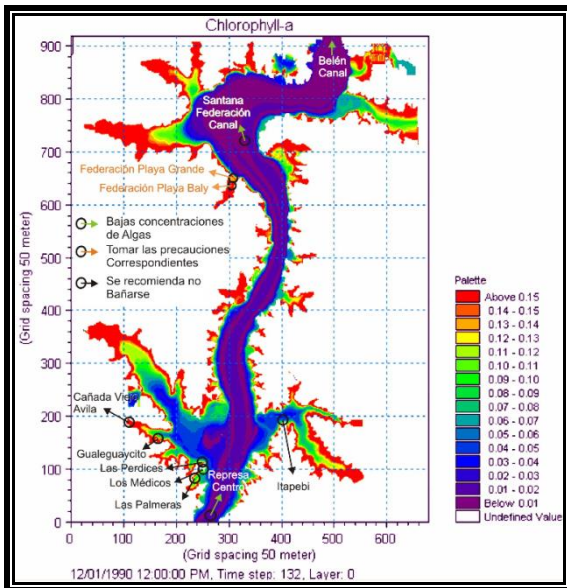 Chlorophyll-a
900
800
700
600
500
400
300
200
100
0
(Grid spacing 50 meter)
Belén
Canal
Santana
Federación
Canal
Federación Playa Grande
Federación Playa Baly
Bajas concentraciones
de Algas
Tomar las precauciones
Correspondientes
Se recomienda no
Bañarse
Cañada Vieja
Avila
Gualeguaycito
Las Perdices
Los Médicos
Las Palmeras
Represa
Centro
Itapebi
0 100 200 300 400 500 600
(Grid spacing 50 meter)
Palette
Above 0.15
0.14 - 0.15
0.13 - 0.14
0.12 - 0.13
0.11 - 0.12
0.10 - 0.11
0.09 - 0.10
0.08 - 0.09
0.07 - 0.08
0.06 - 0.07
0.05 - 0.06
0.04 - 0.05
0.03 - 0.04
0.02 - 0.03
0.01 - 0.02
Below 0.01
Undefined Value
12/01/1990 12:00:00 PM, Time step: 132, Layer: 0